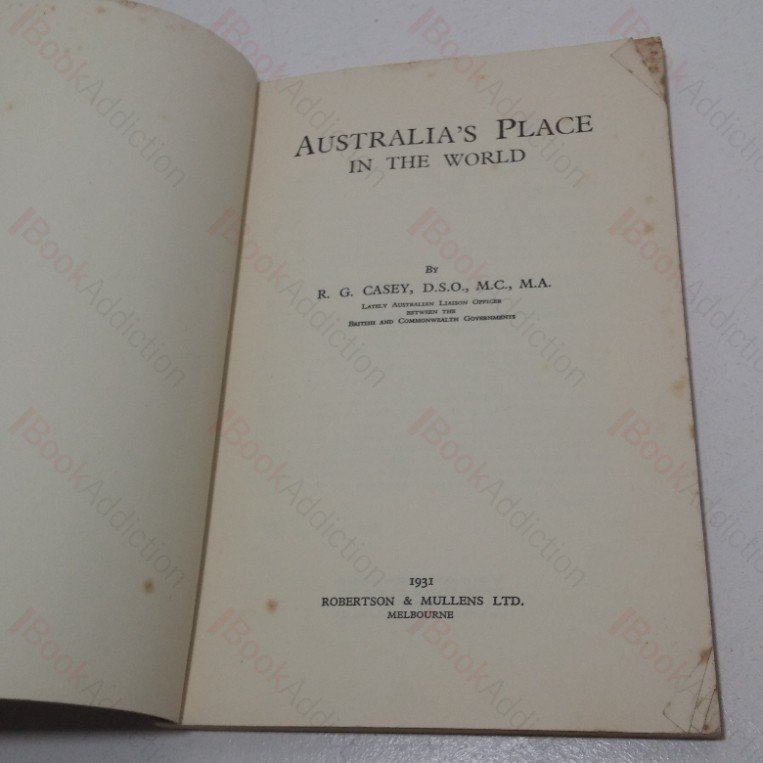 AUSTRALIA'S PLACE
IN THE WORLD
BY
R. G. CASEY, D.S.O., M.C., M.A.
LATELY AUSTRALIAN LIAISON OFFICER
BETWEEN THE
BRITISH AND COMMONWEALTH GOVERNMENTS
1931
ROBERTSON & MULLENS LTD.
MELBOURNE
BookAddiction